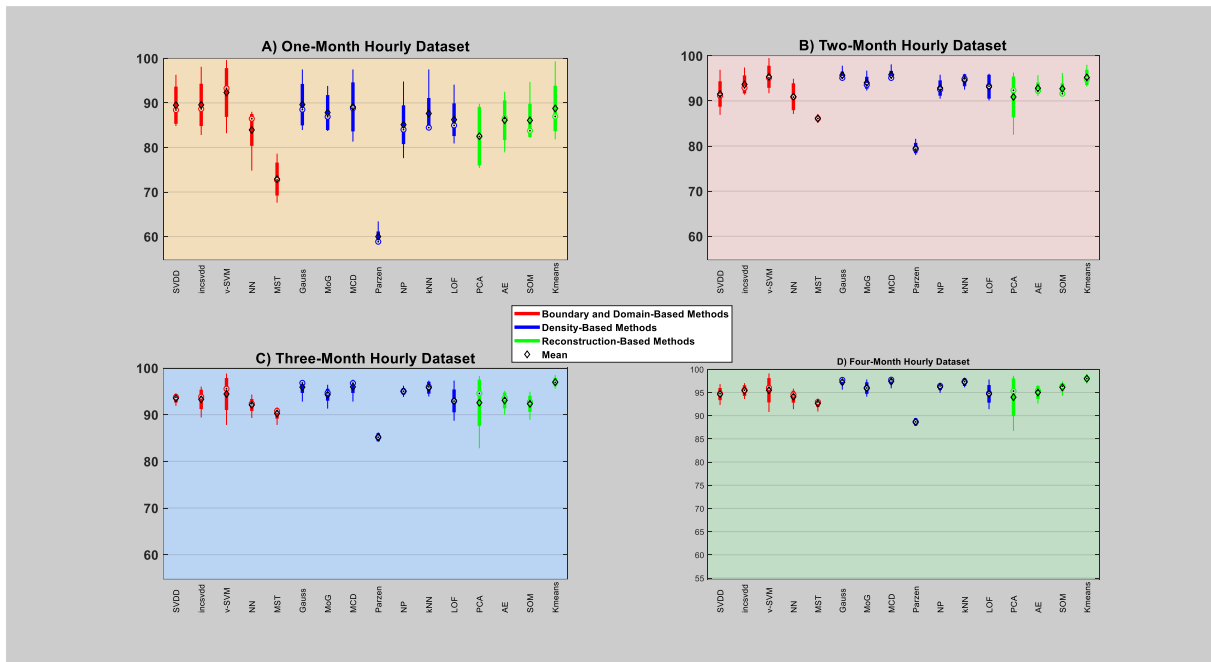 A) One-Month Hourly Dataset
100
90
80
70
60
SVDD
incsvdd
v-SVM
NN
MST
Gauss
MoG
MCD
Parzen
NP
kNN
LOF
PCA
AE
SOM
Kmeans
B) Two-Month Hourly Dataset
100
90
80
70
60
SVDD
incsvdd
v-SVM
NN
MST
Gauss
MoG
MCD
Parzen
NP
kNN
LOF
PCA
AE
SOM
Kmeans
Boundary and Domain-Based Methods
Density-Based Methods
Reconstruction-Based Methods
Mean
C) Three-Month Hourly Dataset
100
90
80
70
60
SVDD
incsvdd
v-SVM
NN
MST
Gauss
MoG
MCD
Parzen
NP
kNN
LOF
PCA
AE
SOM
Kmeans
D) Four-Month Hourly Dataset
100
95
90
85
80
75
70
65
60
55
SVDD
incsvdd
v-SVM
NN
MST
Gauss
MoG
MCD
Parzen
NP
kNN
LOF
PCA
AE
SOM
Kmeans